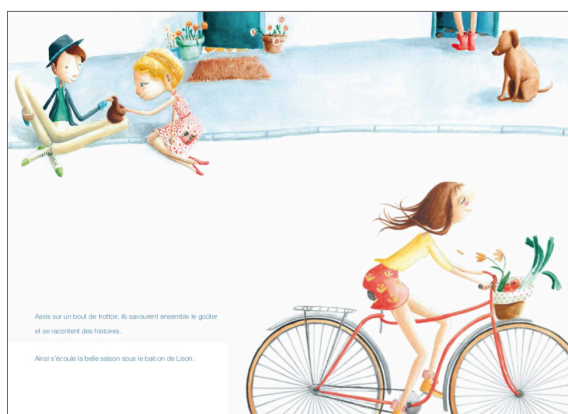 Assis sur un bout de trottoir, ils savourent ensemble le goûter
et se racontent des histoires.
Ainsi s'écoule la belle saison sous le balcon de Lison.